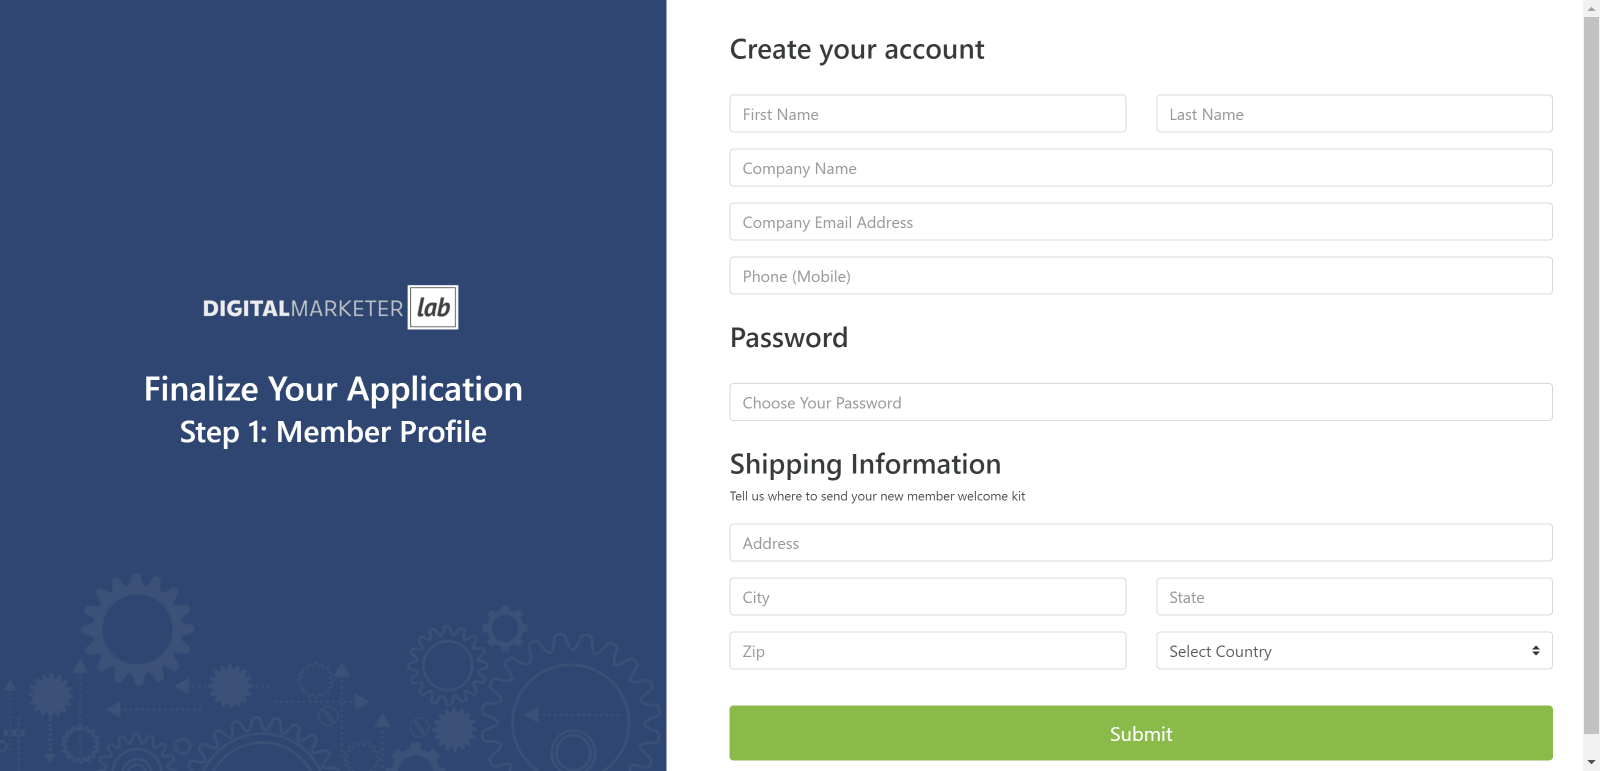 DIGITALMARKETER lab
Finalize Your Application
Step 1: Member Profile
Create your account
First Name
Last Name
Company Name
Company Email Address
Phone (Mobile)
Password
Choose Your Password
Shipping Information
Tell us where to send your new member welcome kit
Address
City
State
Zip
Select Country
Submit